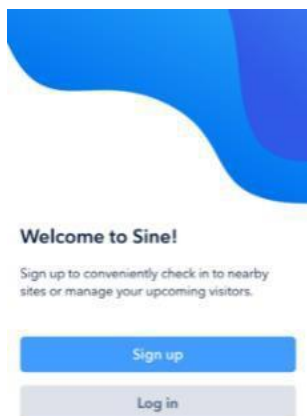 Welcome to Sine!
Sign up to conveniently check in to nearby
sites or manage your upcoming visitors.
Sign up
Log in